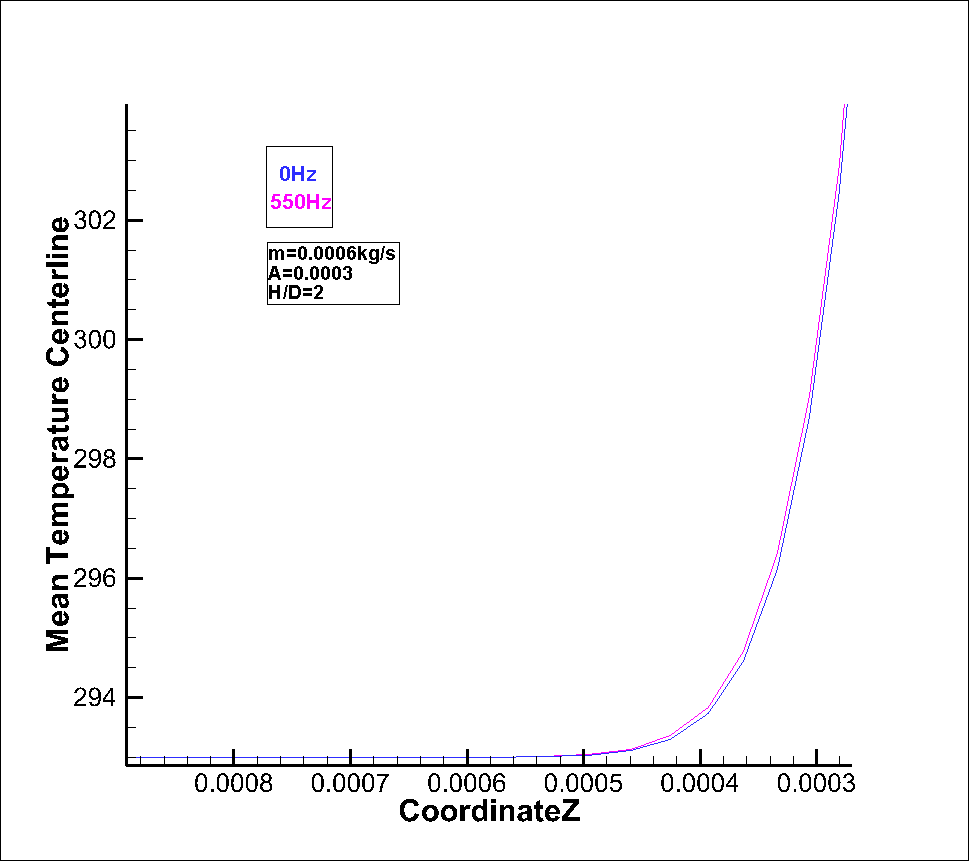 0Hz
550Hz
m=0.0006kg/s
A=0.0003
H/D=2
Mean Temperature Centerline
302
300
298
296
294
0.0008 0.0007 0.0006 0.0005 0.0004 0.0003
CoordinateZ